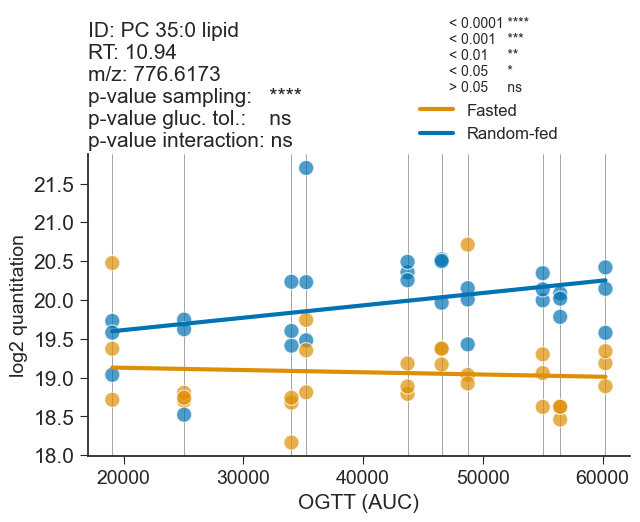 ID: PC 35:0 lipid
RT: 10.94
m/z: 776.6173
p-value sampling: ****
p-value gluc. tol.: ns
p-value interaction: ns
< 0.0001 ****
< 0.001 ***
< 0.01 **
< 0.05 *
> 0.05 ns
Fasted
Random-fed
log2 quantitation
21.5
21.0
20.5
20.0
19.5
19.0
18.5
18.0
20000 30000 40000 50000 60000
OGTT (AUC)